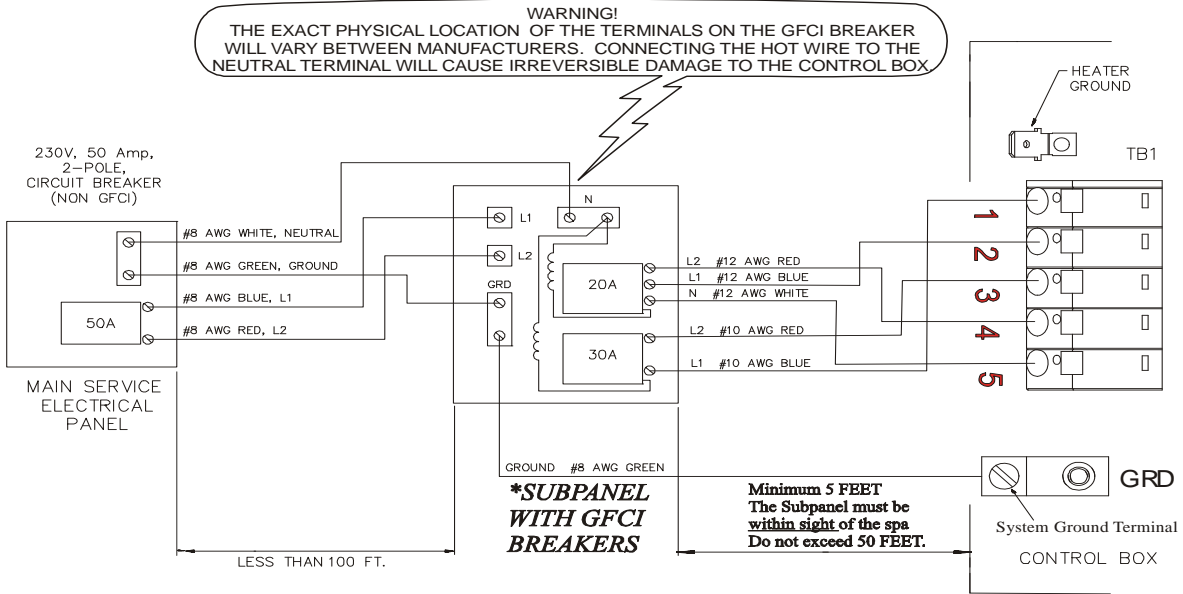 WARNING!
THE EXACT PHYSICAL LOCATION OF THE TERMINALS ON THE GFCI BREAKER
WILL VARY BETWEEN MANUFACTURERS. CONNECTING THE HOT WIRE TO THE
NEUTRAL TERMINAL WILL CAUSE IRREVERSIBLE DAMAGE TO THE CONTROL BOX.
HEATER
GROUND
TB1
230V, 50 Amp,
2-POLE,
CIRCUIT BREAKER
(NON GFCI)
#8 AWG WHITE, NEUTRAL
#8 AWG GREEN, GROUND
#8 AWG BLUE, L1
#8 AWG RED, L2
50A
MAIN SERVICE
ELECTRICAL
PANEL
N
L1
L2
GRD
20A
30A
L2 #12 AWG RED
L1 #12 AWG BLUE
N #12 AWG WHITE
L2 #10 AWG RED
L1 #10 AWG BLUE
1
2
3
4
5
GROUND #8 AWG GREEN
*SUBPANEL
WITH GFCI
BREAKERS
Minimum 5 FEET
The Subpanel must be
within sight of the spa
Do not exceed 50 FEET.
LESS THAN 100 FT.
GRD
System Ground Terminal
CONTROL BOX